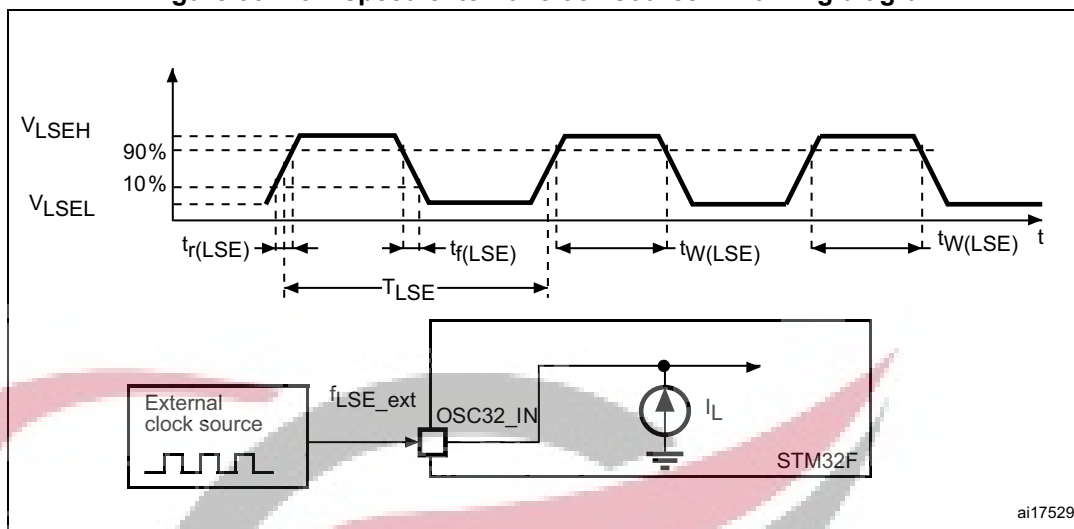 V_LSEH
90%
10%
V_LSEL
t_r(LSE)
t_f(LSE)
t_W(LSE)
t_W(LSE)
t
T_LSE
External
clock source
f_LSE_ext
OSC32_IN
I_L
STM32F
ai17529